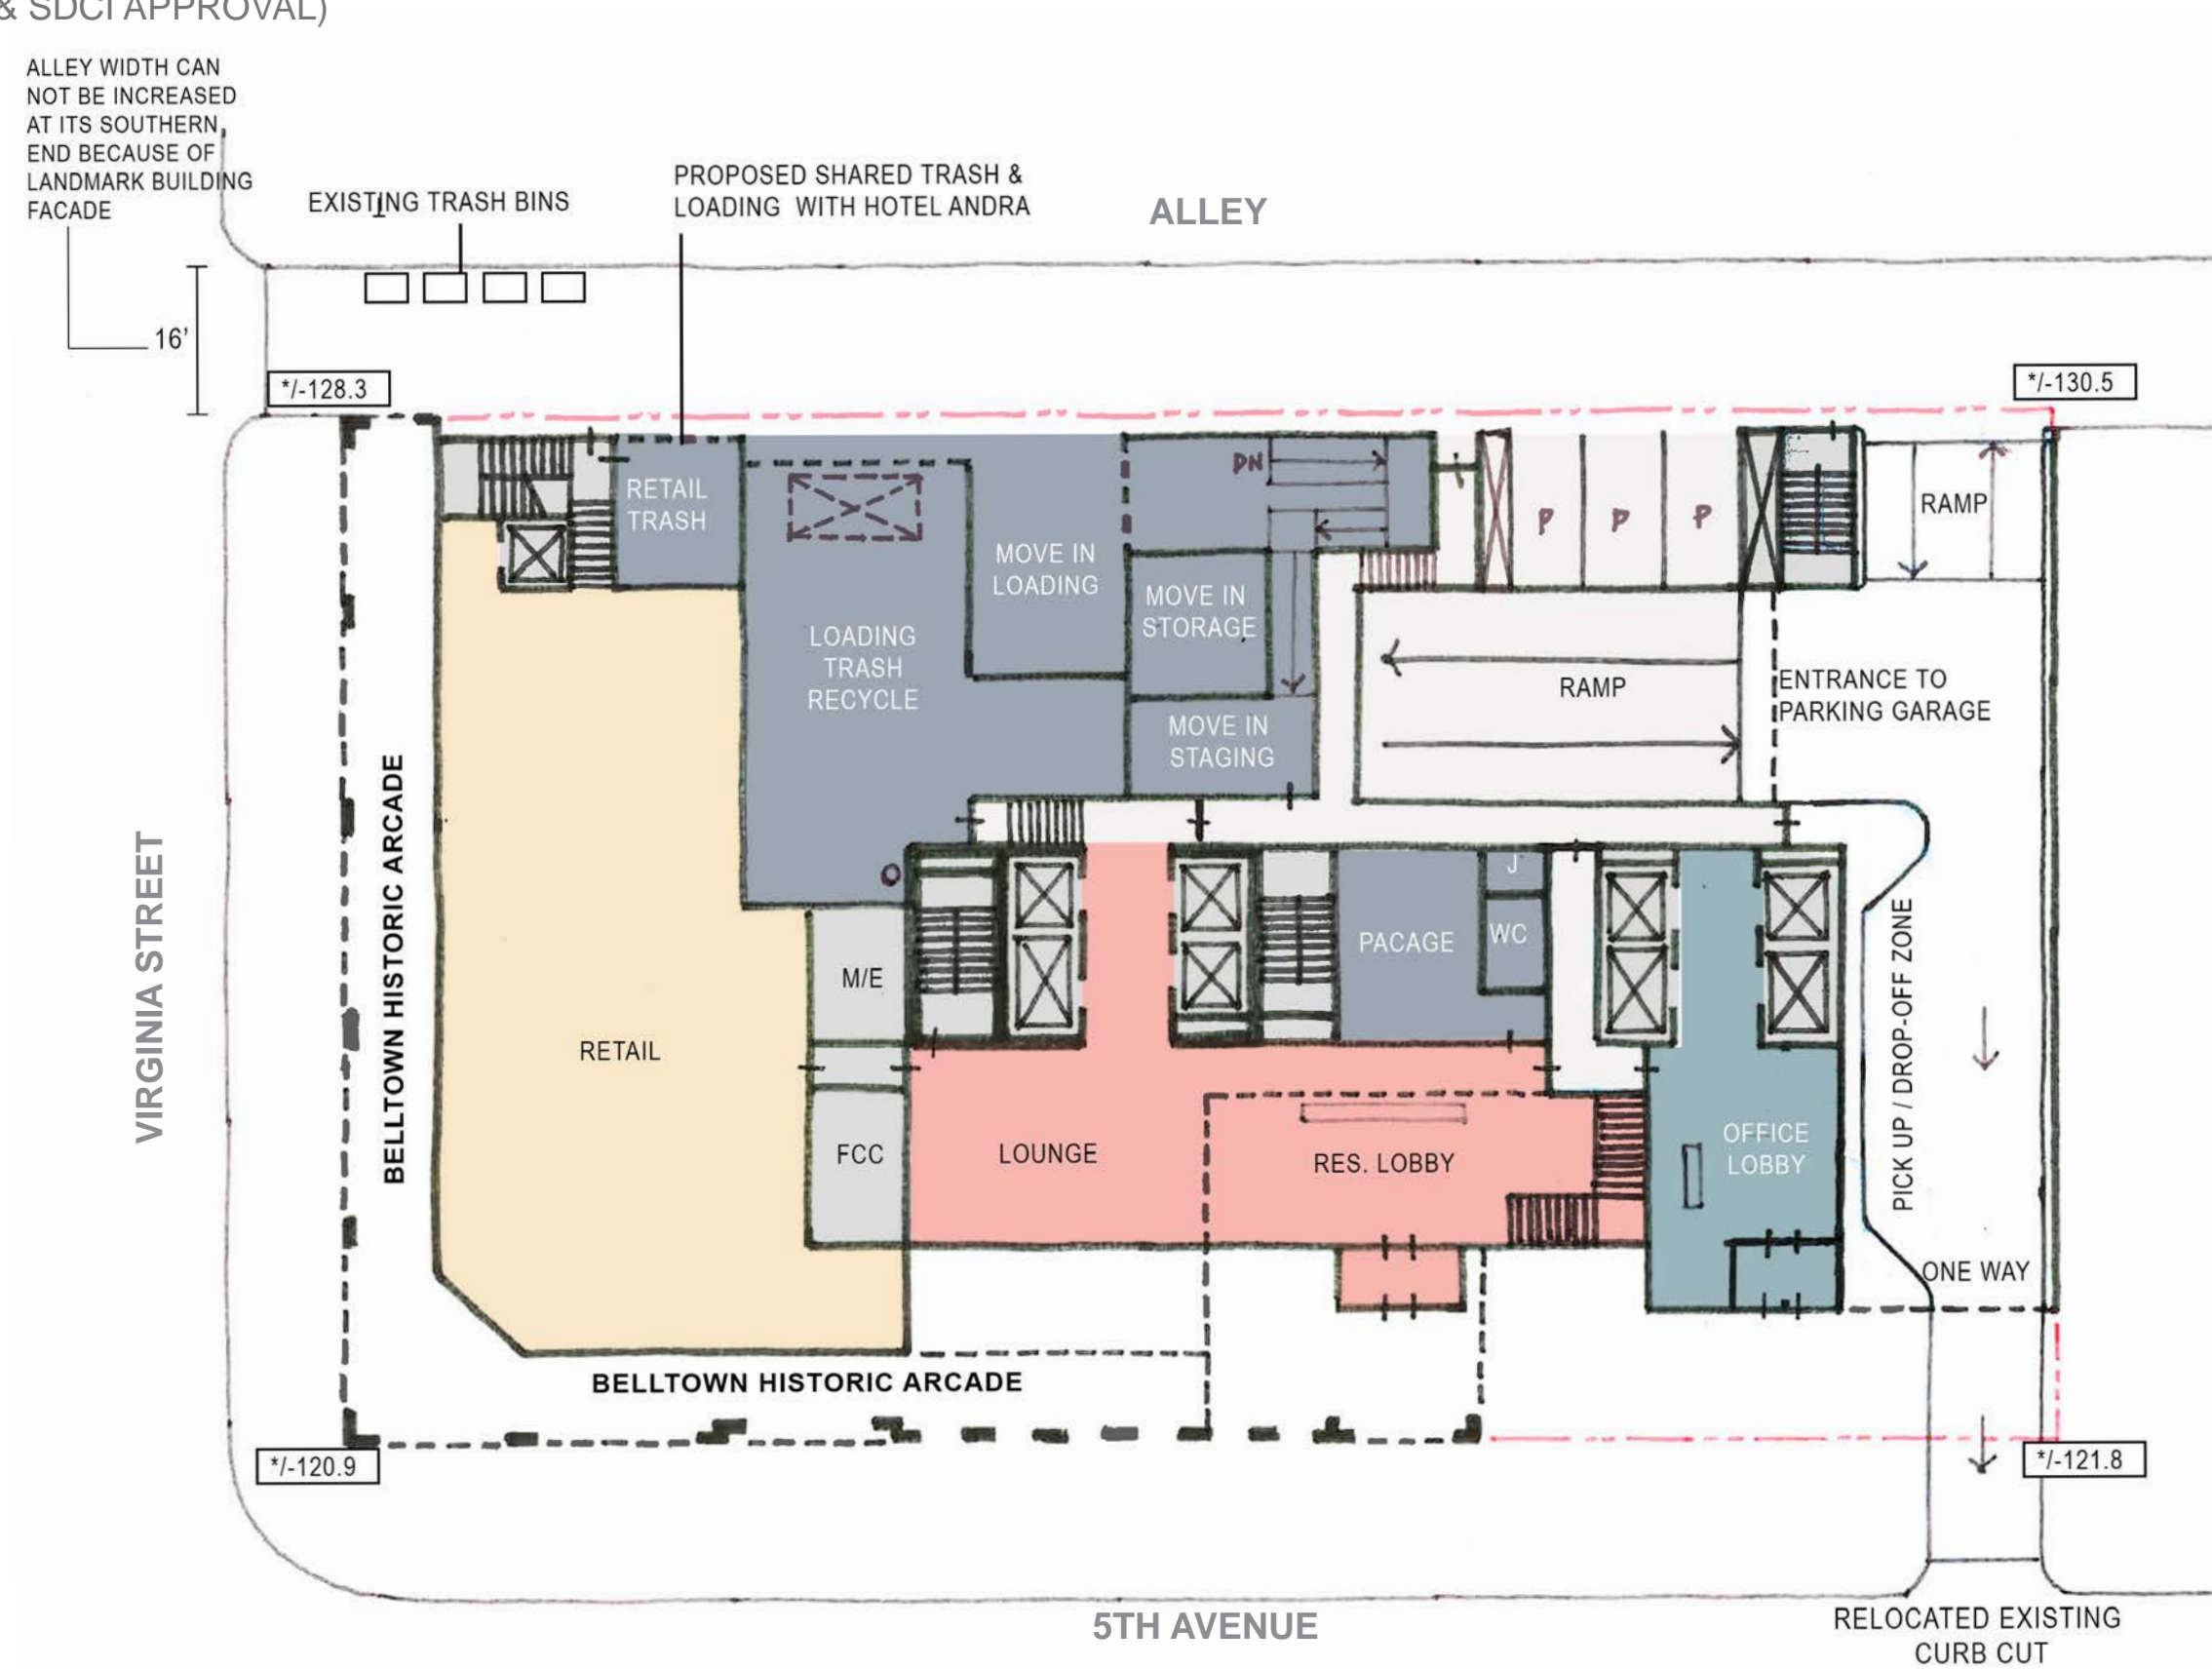 & SDCI APPROVAL)
ALLEY WIDTH CAN
NOT BE INCREASED
AT ITS SOUTHERN
END BECAUSE OF
LANDMARK BUILDING
FACADE
EXISTING TRASH BINS
PROPOSED SHARED TRASH &
LOADING WITH HOTEL ANDRA
ALLEY
16'
*/-128.3
*/-130.5
RETAIL
TRASH
DN
P
P
P
RAMP
MOVE IN
LOADING
MOVE IN
STORAGE
LOADING
TRASH
RECYCLE
RAMP
ENTRANCE TO
PARKING GARAGE
MOVE IN
STAGING
BELLTOWN HISTORIC ARCADE
VIRGINIA STREET
J
WC
PACAGE
M/E
PICK UP / DROP-OFF ZONE
RETAIL
FCC
LOUNGE
RES. LOBBY
OFFICE
LOBBY
ONE WAY
BELLTOWN HISTORIC ARCADE
*/-120.9
*/-121.8
5TH AVENUE
RELOCATED EXISTING
CURB CUT